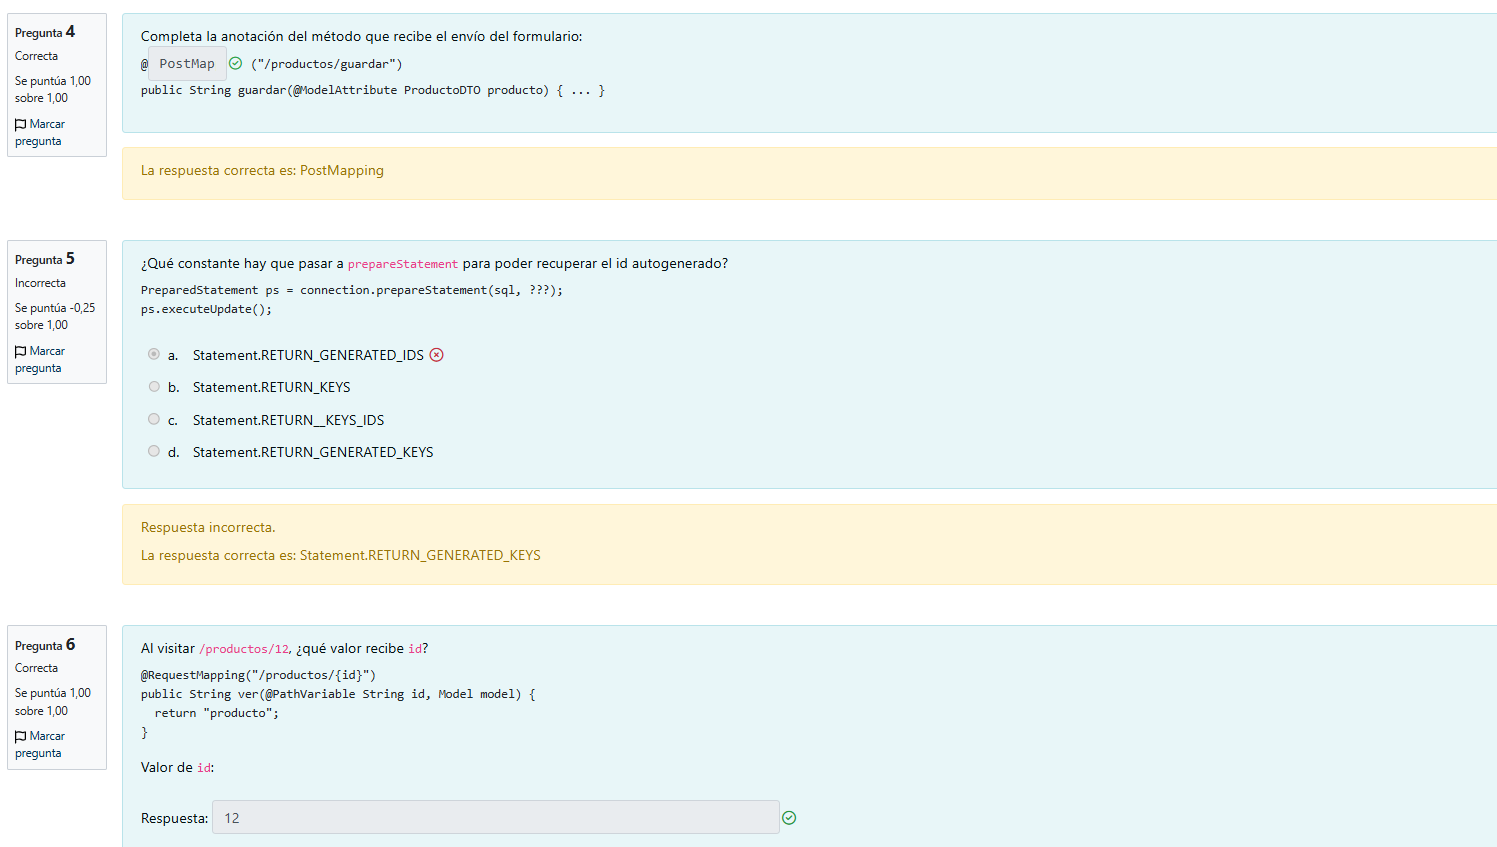 Pregunta 4
Correcta
Se puntúa 1,00
sobre 1,00
Marcar
pregunta
Completa la anotación del método que recibe el envío del formulario:
@ PostMap ("/productos/guardar")
public String guardar(@ModelAttribute ProductoDTO producto) { ... }
La respuesta correcta es: PostMapping
Pregunta 5
Incorrecta
Se puntúa -0,25
sobre 1,00
Marcar
pregunta
¿Qué constante hay que pasar a prepareStatement para poder recuperar el id autogenerado?
PreparedStatement ps = connection.prepareStatement(sql, ???);
ps.executeUpdate();
a. Statement.RETURN_GENERATED_IDS
b. Statement.RETURN_KEYS
c. Statement.RETURN__KEYS_IDS
d. Statement.RETURN_GENERATED_KEYS
Respuesta incorrecta.
La respuesta correcta es: Statement.RETURN_GENERATED_KEYS
Pregunta 6
Correcta
Se puntúa 1,00
sobre 1,00
Marcar
pregunta
Al visitar /productos/12, ¿qué valor recibe id?
@RequestMapping("/productos/{id}")
public String ver(@PathVariable String id, Model model) {
return "producto";
}
Valor de id:
Respuesta: 12